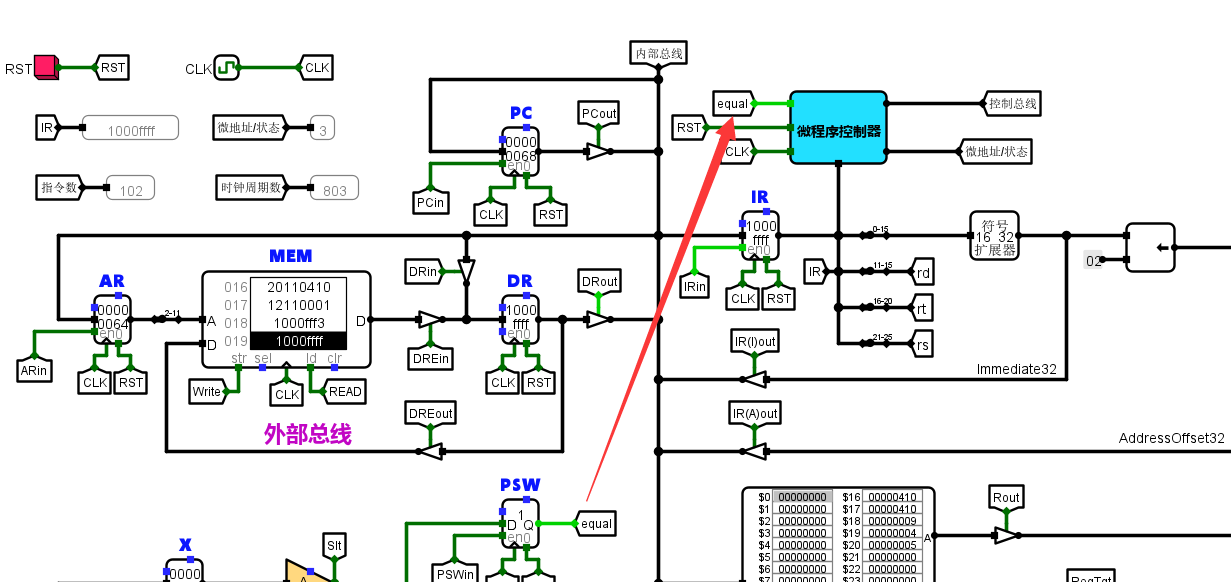 内部总线
RST
RST
CLK
CLK
equal
控制总线
PC
PCout
IR
1000ffff
微地址/状态
3
RST
微程序控制器
0000
0068
en0
CLK
微地址/状态
指令数
102
时钟周期数
803
PCin
CLK
RST
IR
1000
ffff
en0
0-15
符号
16 32
扩展器
MEM
DRin
IR
11-15
rd
02
AR
016 20110410
017 12110001
018 1000fff3
019 1000ffff
DR
DRout
IRin
CLK
RST
16-20
rt
0000
0064
en0
2-11
A
D
D
1000
ffff
en0
21-25
rs
str sel ld clr
DREin
IR(I)out
ARin
CLK
RST
Write
CLK
READ
CLK
RST
Immediate32
外部总线
DREout
IR(A)out
AddressOffset32
PSW
1
D Q
en0
equal
$0 00000000 $16 00000410
$1 00000000 $17 00000410
$2 00000000 $18 00000009
$3 00000000 $19 00000004
$4 00000000 $20 00000005
$5 00000000 $21 00000000
$6 00000000 $22 00000000
$7 00000000 $23 00000000
A
Rout
X
0000
Slt
A
PSWin
RegTgt